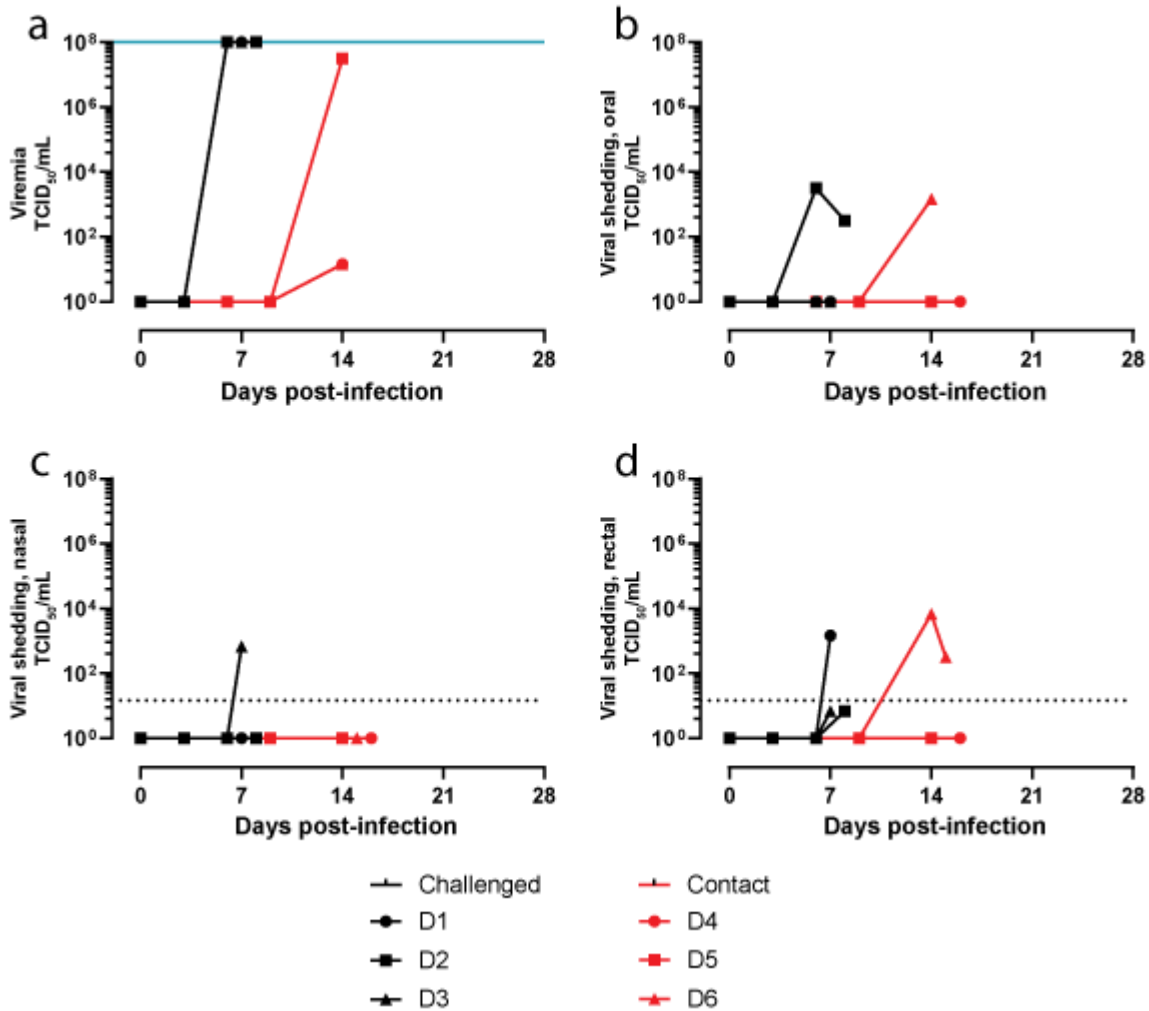 a
10⁸
10⁶
10⁴
10²
10⁰
Viremia
TCID₅₀/mL
0 7 14 21 28
Days post-infection
b
10⁸
10⁶
10⁴
10²
10⁰
Viral shedding, oral
TCID₅₀/mL
0 7 14 21 28
Days post-infection
c
10⁸
10⁶
10⁴
10²
10⁰
Viral shedding, nasal
TCID₅₀/mL
0 7 14 21 28
Days post-infection
d
10⁸
10⁶
10⁴
10²
10⁰
Viral shedding, rectal
TCID₅₀/mL
0 7 14 21 28
Days post-infection
Challenged
D1
D2
D3
Contact
D4
D5
D6